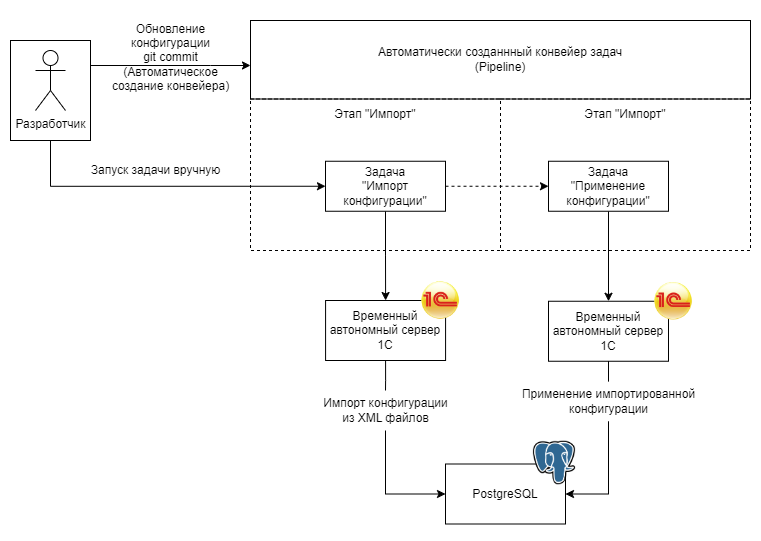 Обновление
конфигурации
git commit
(Автоматическое
создание конвейера)
Автоматически созданнный конвейер задач
(Pipeline)
Разработчик
Этап "Импорт"
Этап "Импорт"
Запуск задачи вручную
Задача
"Импорт
конфигурации"
Задача
"Применение
конфигурации"
1С
Временный
автономный сервер
1С
1С
Временный
автономный сервер
1С
Импорт конфигурации
из XML файлов
Применение импортированной
конфигурации
PostgreSQL